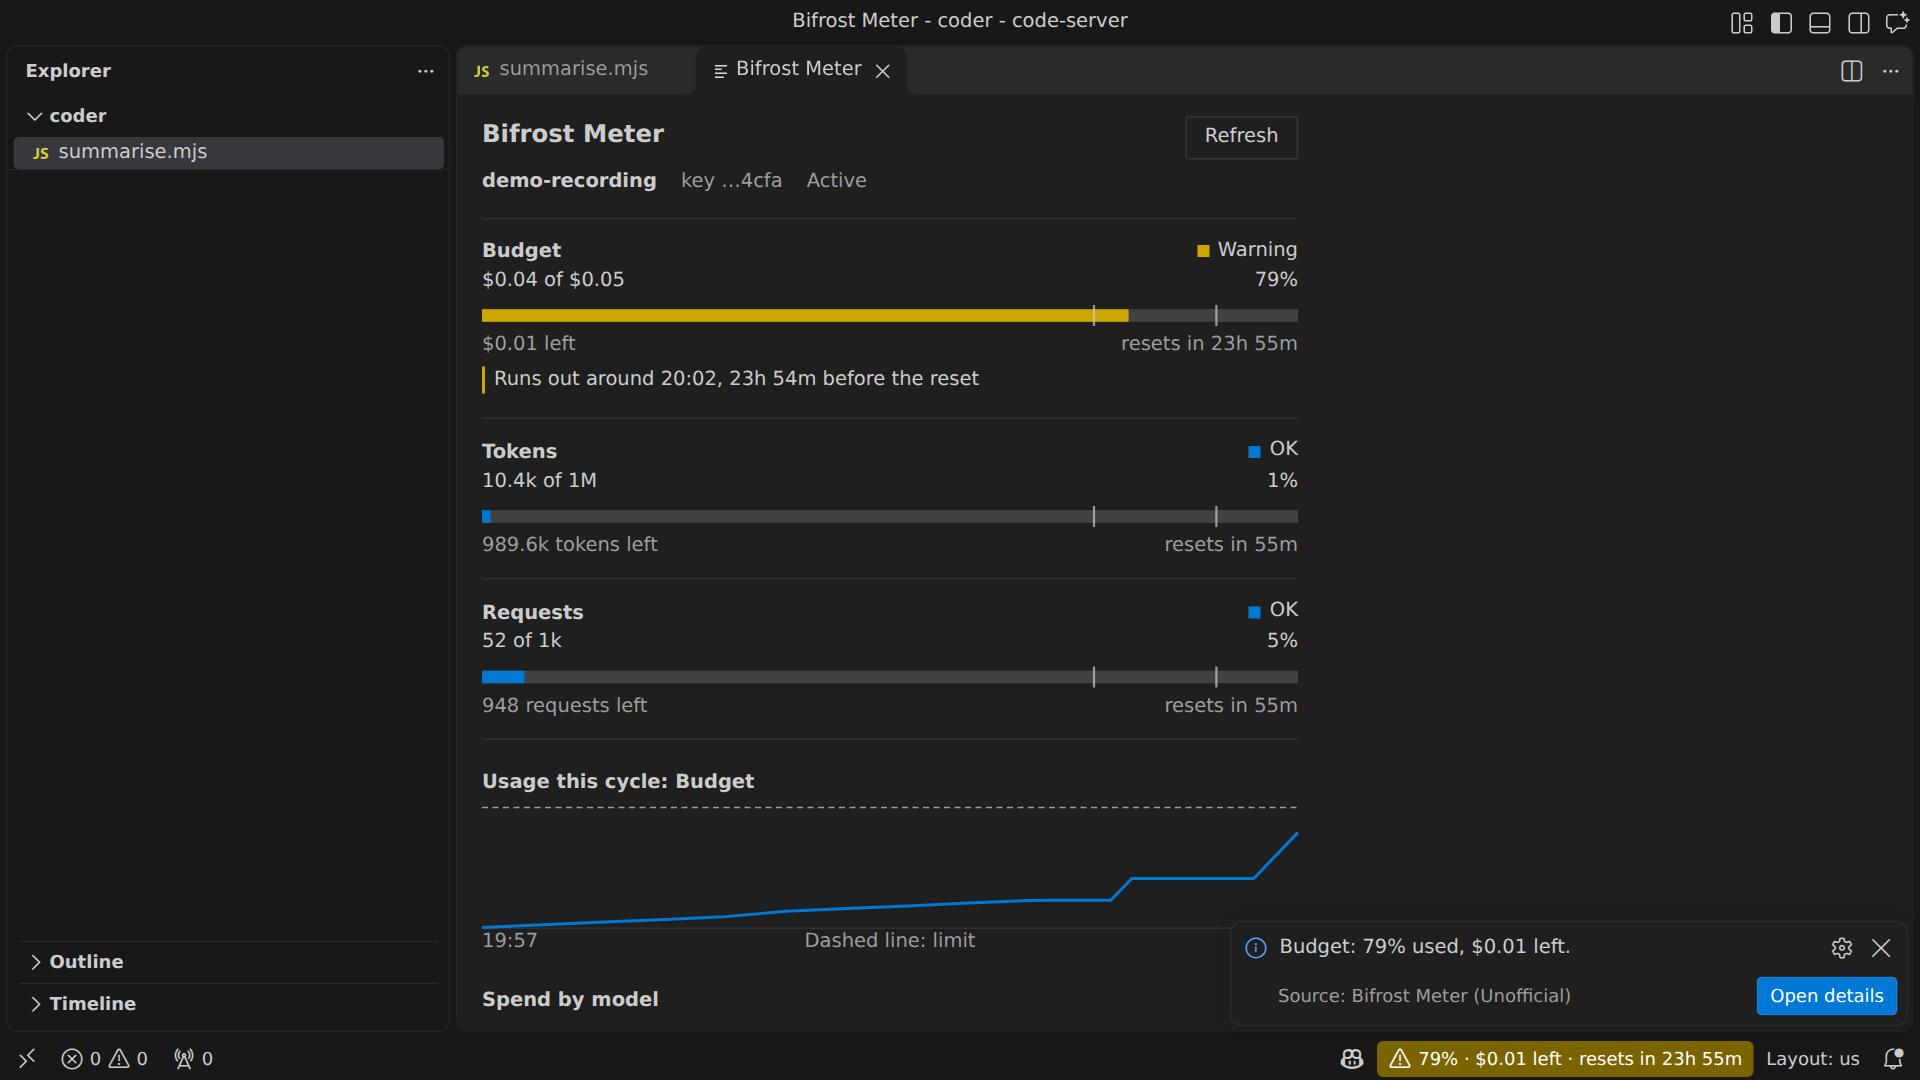 Bifrost Meter - coder - code-server
Explorer
coder
JS summarise.mjs
Outline
Timeline
JS summarise.mjs
Bifrost Meter
Bifrost Meter
Refresh
demo-recording key …4cfa Active
Budget Warning
$0.04 of $0.05 79%
$0.01 left resets in 23h 55m
Runs out around 20:02, 23h 54m before the reset
Tokens OK
10.4k of 1M 1%
989.6k tokens left resets in 55m
Requests OK
52 of 1k 5%
948 requests left resets in 55m
Usage this cycle: Budget
19:57 Dashed line: limit
Spend by model
Budget: 79% used, $0.01 left.
Source: Bifrost Meter (Unofficial) Open details
0 0 0 79% · $0.01 left · resets in 23h 55m Layout: us